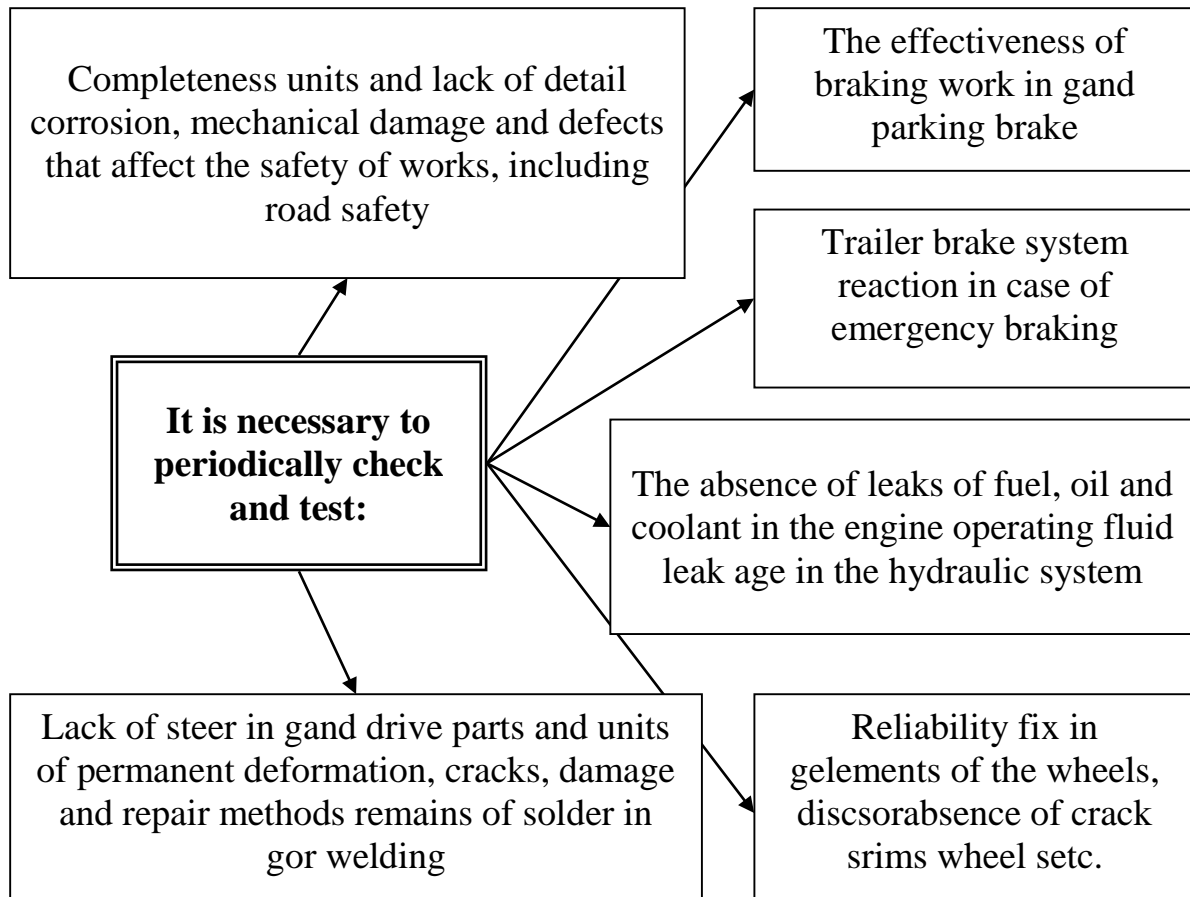 Completeness units and lack of detail
corrosion, mechanical damage and defects
that affect the safety of works, including
road safety
The effectiveness of
braking work in gand
parking brake
Trailer brake system
reaction in case of
emergency braking
It is necessary to
periodically check
and test:
The absence of leaks of fuel, oil and
coolant in the engine operating fluid
leak age in the hydraulic system
Lack of steer in gand drive parts and units
of permanent deformation, cracks, damage
and repair methods remains of solder in
gor welding
Reliability fix in
gelements of the wheels,
discsorabsence of crack
srims wheel setc.